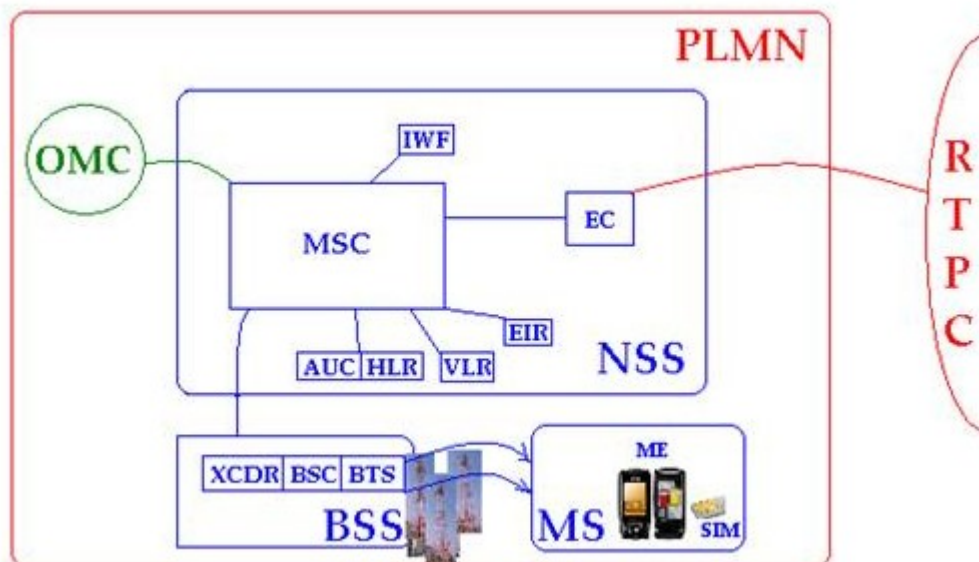 PLMN
OMC
IWF
MSC
EC
R
T
P
C
EIR
AUC HLR VLR
NSS
XCDR BSC BTS
BSS
ME
MS
SIM